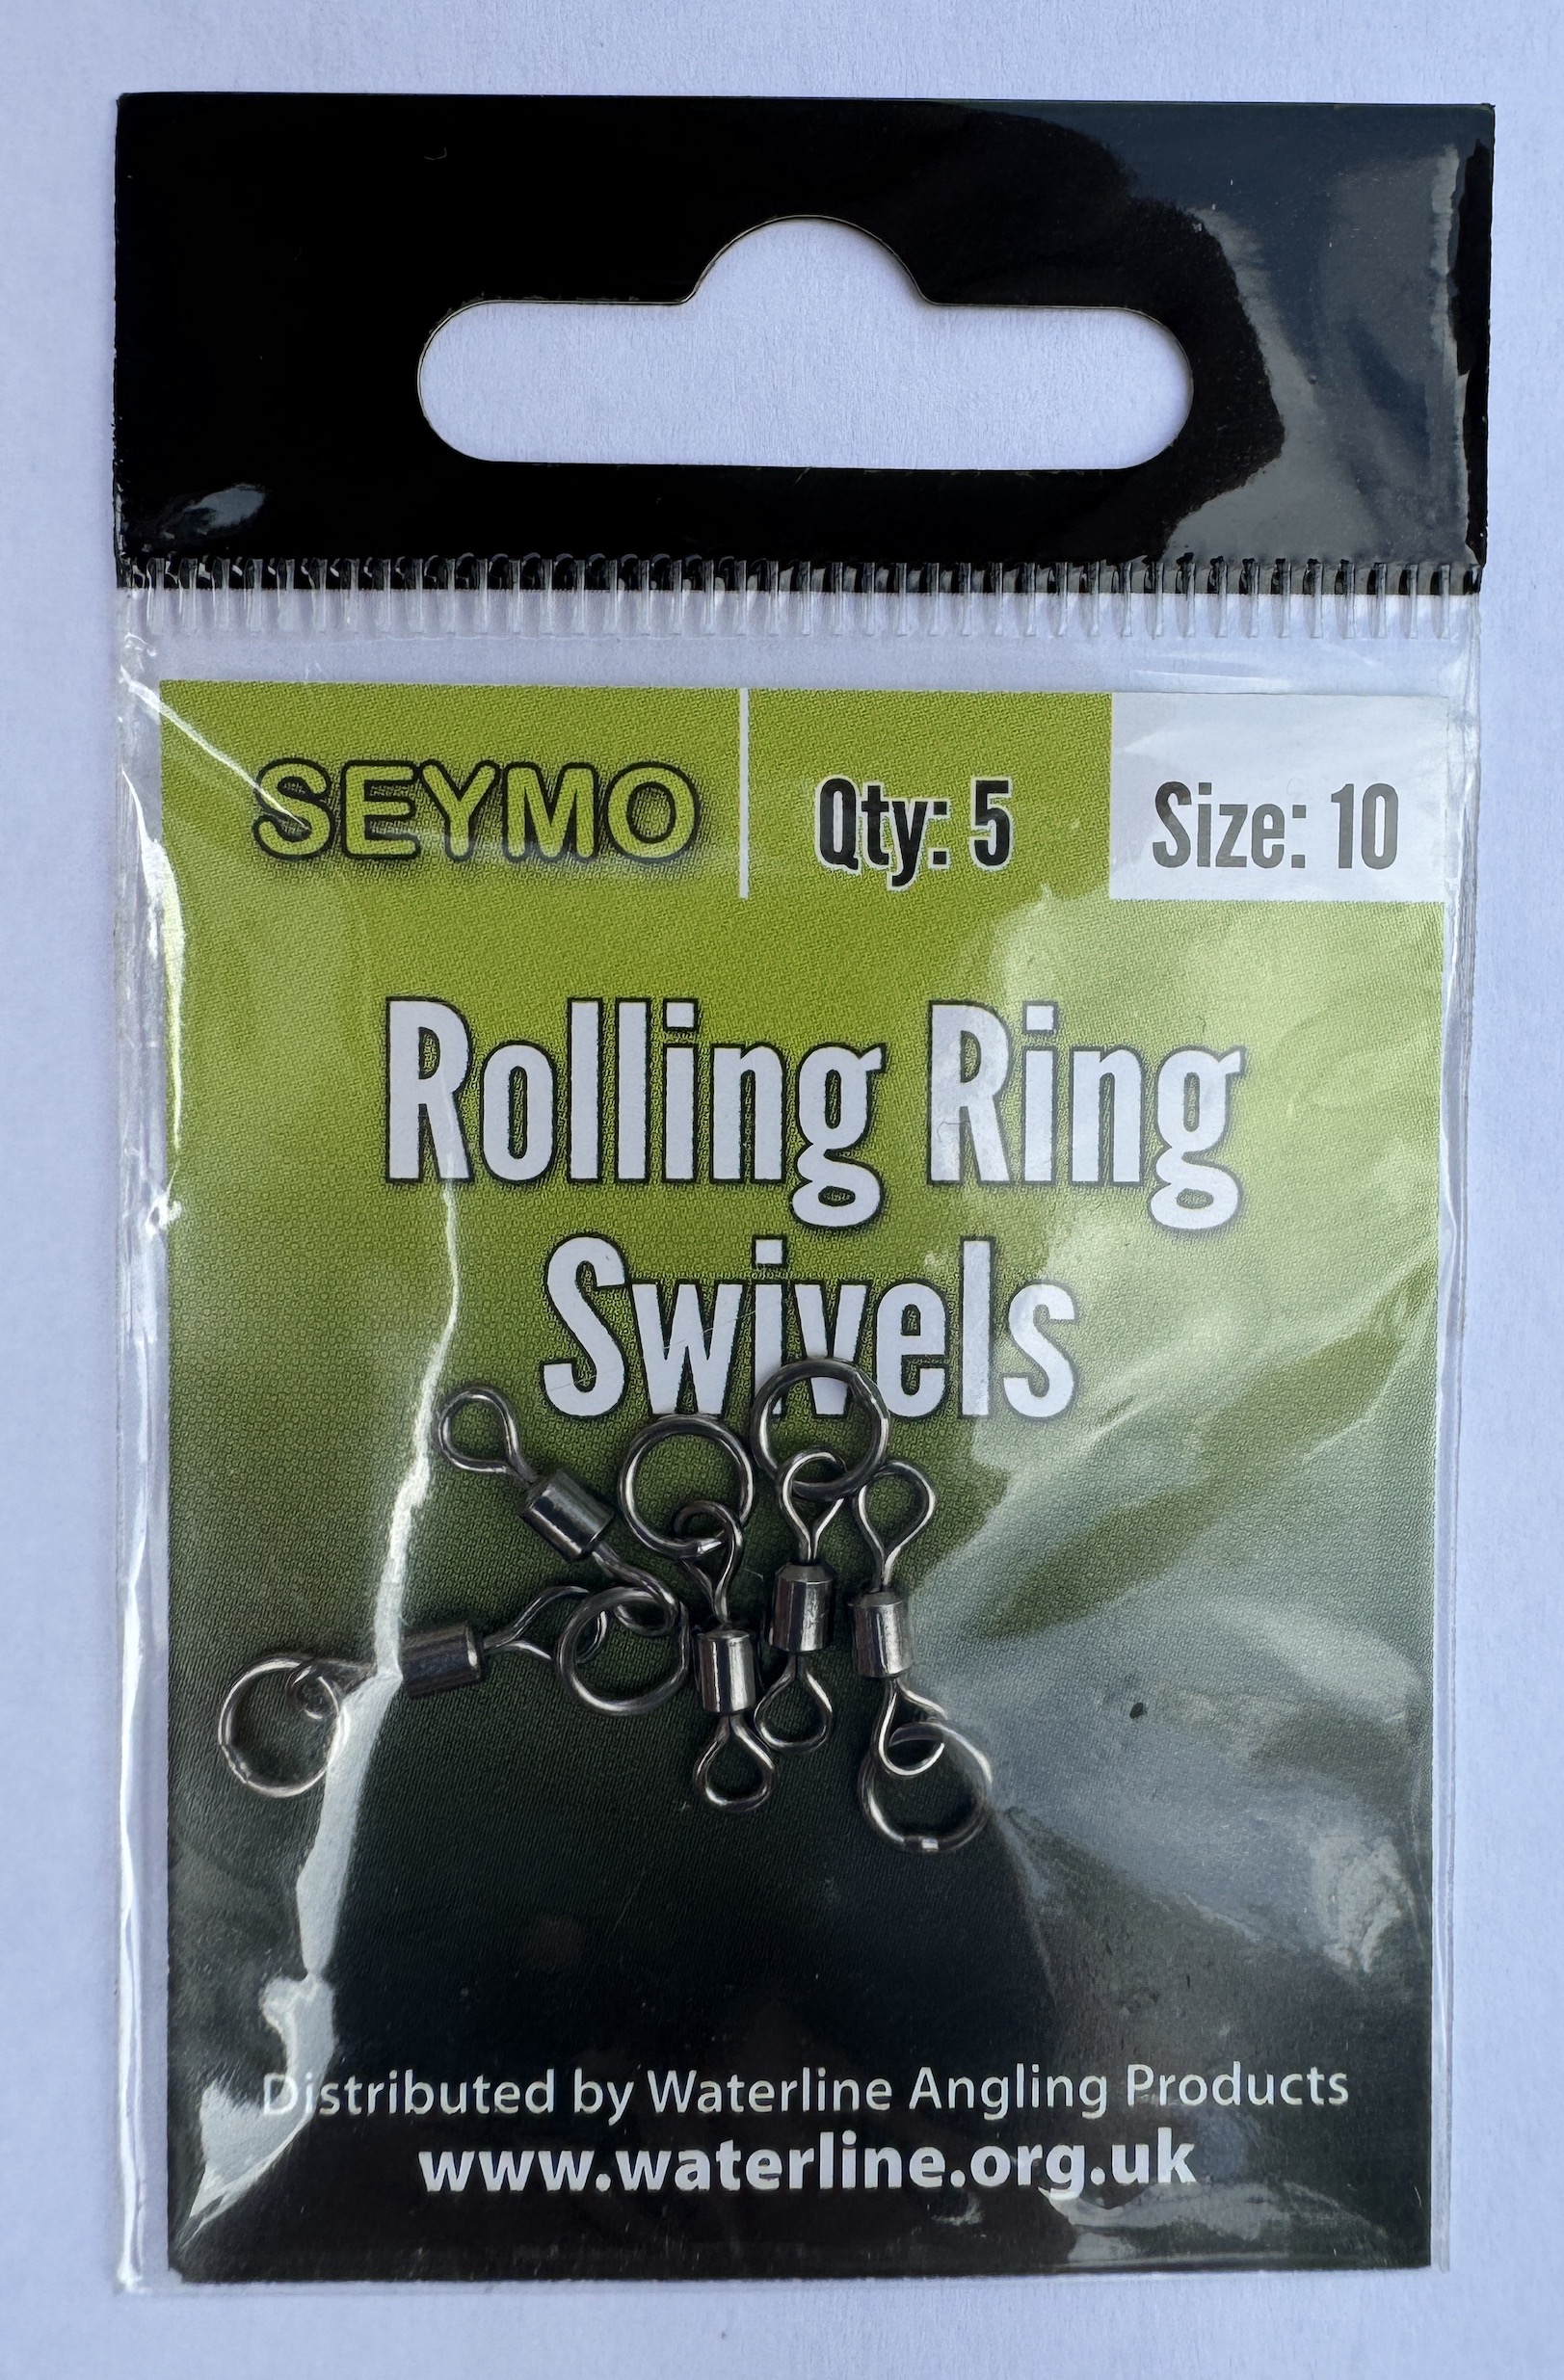 SEYMO
Qty: 5
Size: 10
Rolling Ring
Swivels
Distributed by Waterline Angling Products
www.waterline.org.uk